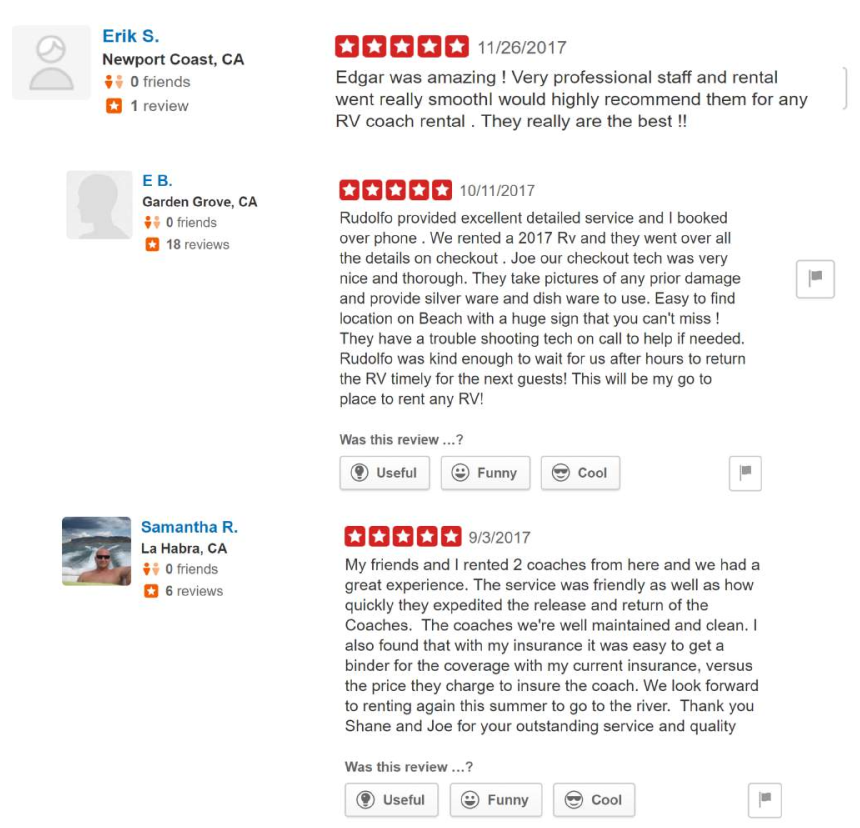 Erik S.
Newport Coast, CA
0 friends
1 review
11/26/2017
Edgar was amazing ! Very professional staff and rental
went really smoothI would highly recommend them for any
RV coach rental . They really are the best !!
E B.
Garden Grove, CA
0 friends
18 reviews
10/11/2017
Rudolfo provided excellent detailed service and I booked
over phone . We rented a 2017 Rv and they went over all
the details on checkout . Joe our checkout tech was very
nice and thorough. They take pictures of any prior damage
and provide silver ware and dish ware to use. Easy to find
location on Beach with a huge sign that you can't miss !
They have a trouble shooting tech on call to help if needed.
Rudolfo was kind enough to wait for us after hours to return
the RV timely for the next guests! This will be my go to
place to rent any RV!
Was this review ...?
Useful
Funny
Cool
Samantha R.
La Habra, CA
0 friends
6 reviews
9/3/2017
My friends and I rented 2 coaches from here and we had a
great experience. The service was friendly as well as how
quickly they expedited the release and return of the
Coaches.  The coaches we're well maintained and clean. I
also found that with my insurance it was easy to get a
binder for the coverage with my current insurance, versus
the price they charge to insure the coach. We look forward
to renting again this summer to go to the river.  Thank you
Shane and Joe for your outstanding service and quality
Was this review ...?
Useful
Funny
Cool